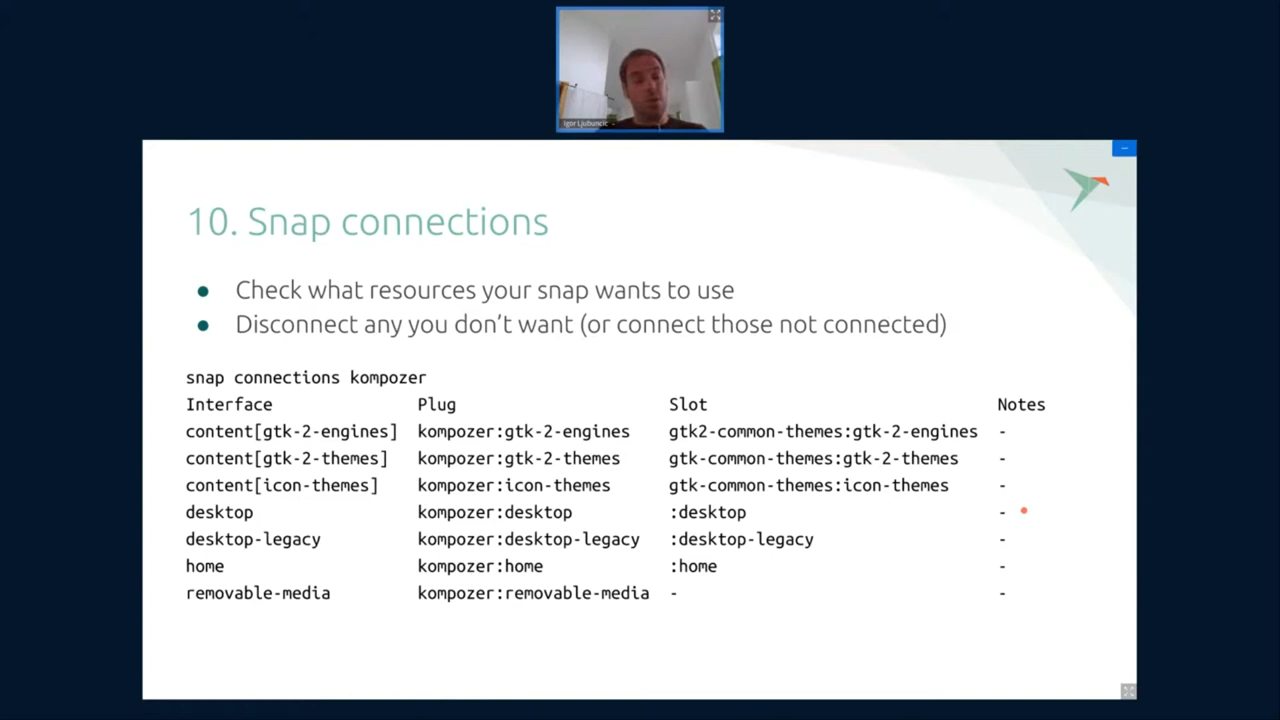 Igor Ljubuncic
10. Snap connections
● Check what resources your snap wants to use
● Disconnect any you don’t want (or connect those not connected)
snap connections kompozer
Interface Plug Slot Notes
content[gtk-2-engines] kompozer:gtk-2-engines gtk2-common-themes:gtk-2-engines -
content[gtk-2-themes] kompozer:gtk-2-themes gtk-common-themes:gtk-2-themes -
content[icon-themes] kompozer:icon-themes gtk-common-themes:icon-themes -
desktop kompozer:desktop :desktop -
desktop-legacy kompozer:desktop-legacy :desktop-legacy -
home kompozer:home :home -
removable-media kompozer:removable-media - -